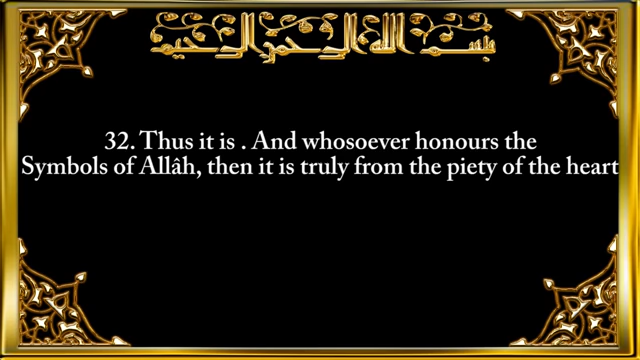 بسم الله الرحمن الرحيم
32. Thus it is . And whosoever honours the
Symbols of Allâh, then it is truly from the piety of the heart